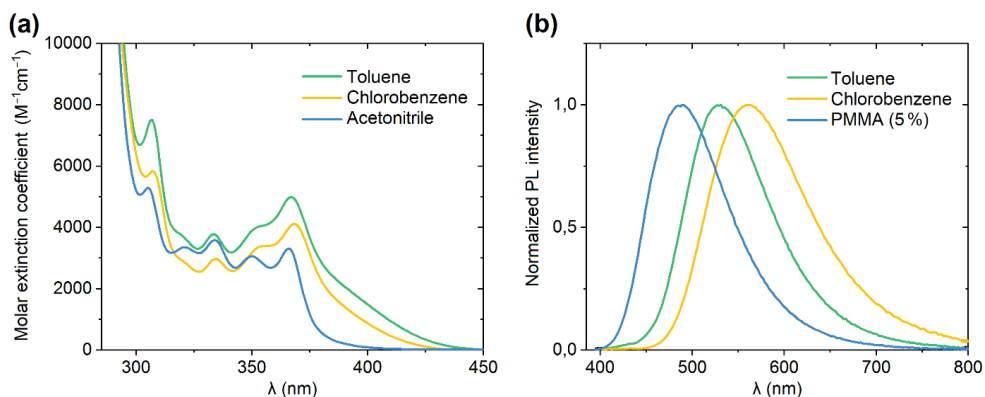 (a)
Molar extinction coefficient (M⁻¹cm⁻¹)
10000
8000
6000
4000
2000
0
Toluene
Chlorobenzene
Acetonitrile
300
350
400
450
λ (nm)
(b)
Normalized PL intensity
1,0
0,5
0,0
Toluene
Chlorobenzene
PMMA (5 %)
400
500
600
700
800
λ (nm)